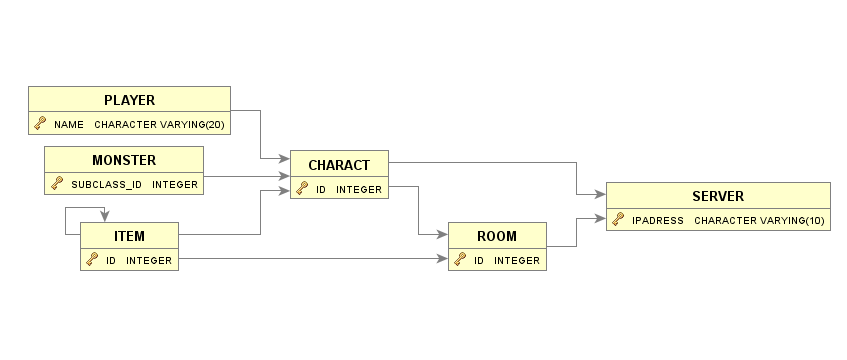 PLAYER
NAME CHARACTER VARYING(20)
MONSTER
SUBCLASS_ID INTEGER
ITEM
ID INTEGER
CHARACT
ID INTEGER
ROOM
ID INTEGER
SERVER
IPADRESS CHARACTER VARYING(10)